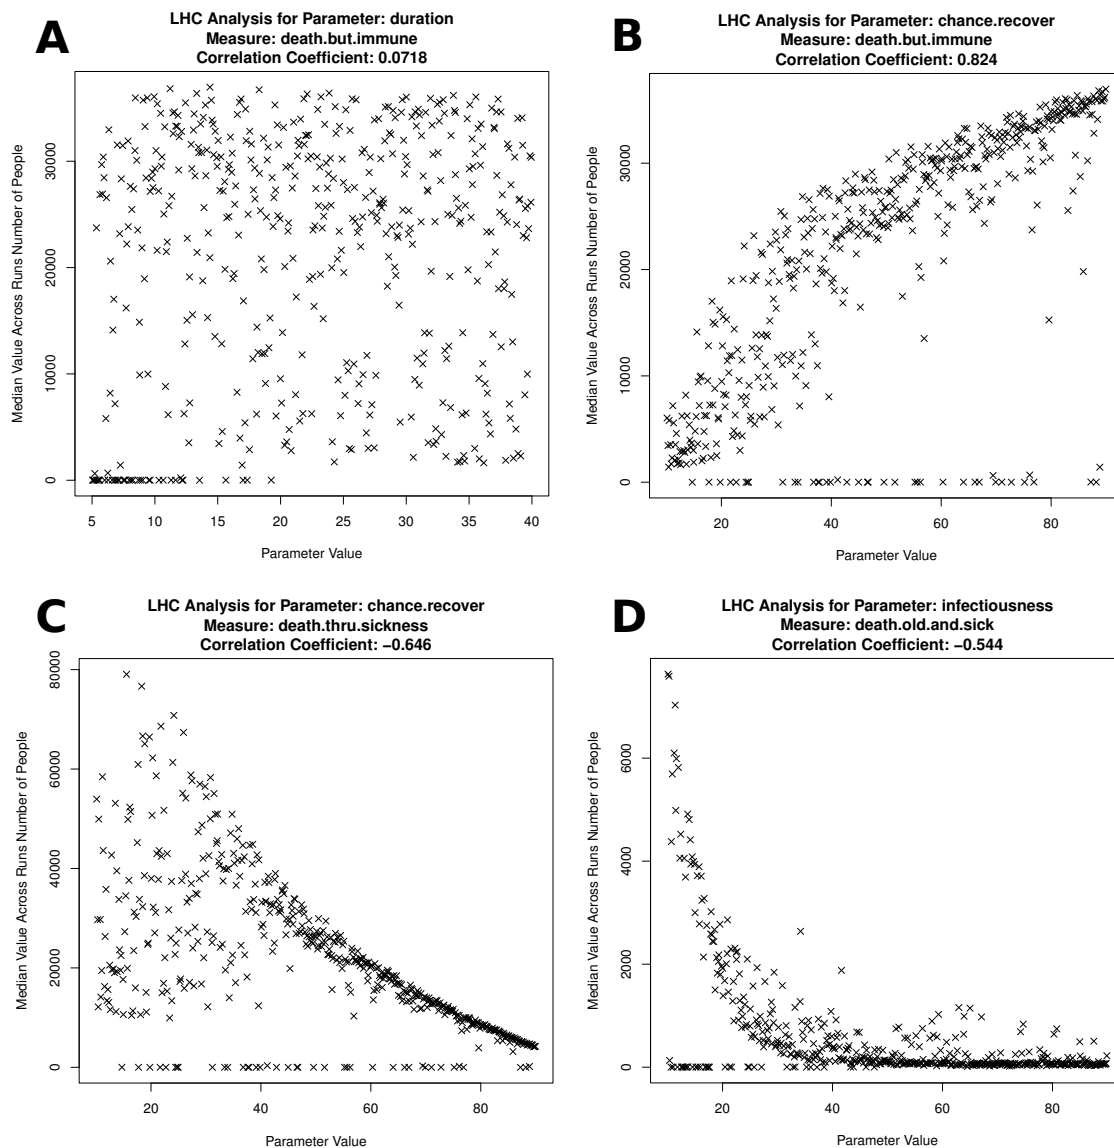 A
LHC Analysis for Parameter: duration
Measure: death.but.immune
Correlation Coefficient: 0.0718
Median Value Across Runs Number of People
30000
20000
10000
0
5 10 15 20 25 30 35 40
Parameter Value
B
LHC Analysis for Parameter: chance.recover
Measure: death.but.immune
Correlation Coefficient: 0.824
Median Value Across Runs Number of People
30000
20000
10000
0
20 40 60 80
Parameter Value
C
LHC Analysis for Parameter: chance.recover
Measure: death.thru.sickness
Correlation Coefficient: −0.646
Median Value Across Runs Number of People
80000
60000
40000
20000
0
20 40 60 80
Parameter Value
D
LHC Analysis for Parameter: infectiousness
Measure: death.old.and.sick
Correlation Coefficient: −0.544
Median Value Across Runs Number of People
6000
4000
2000
0
20 40 60 80
Parameter Value